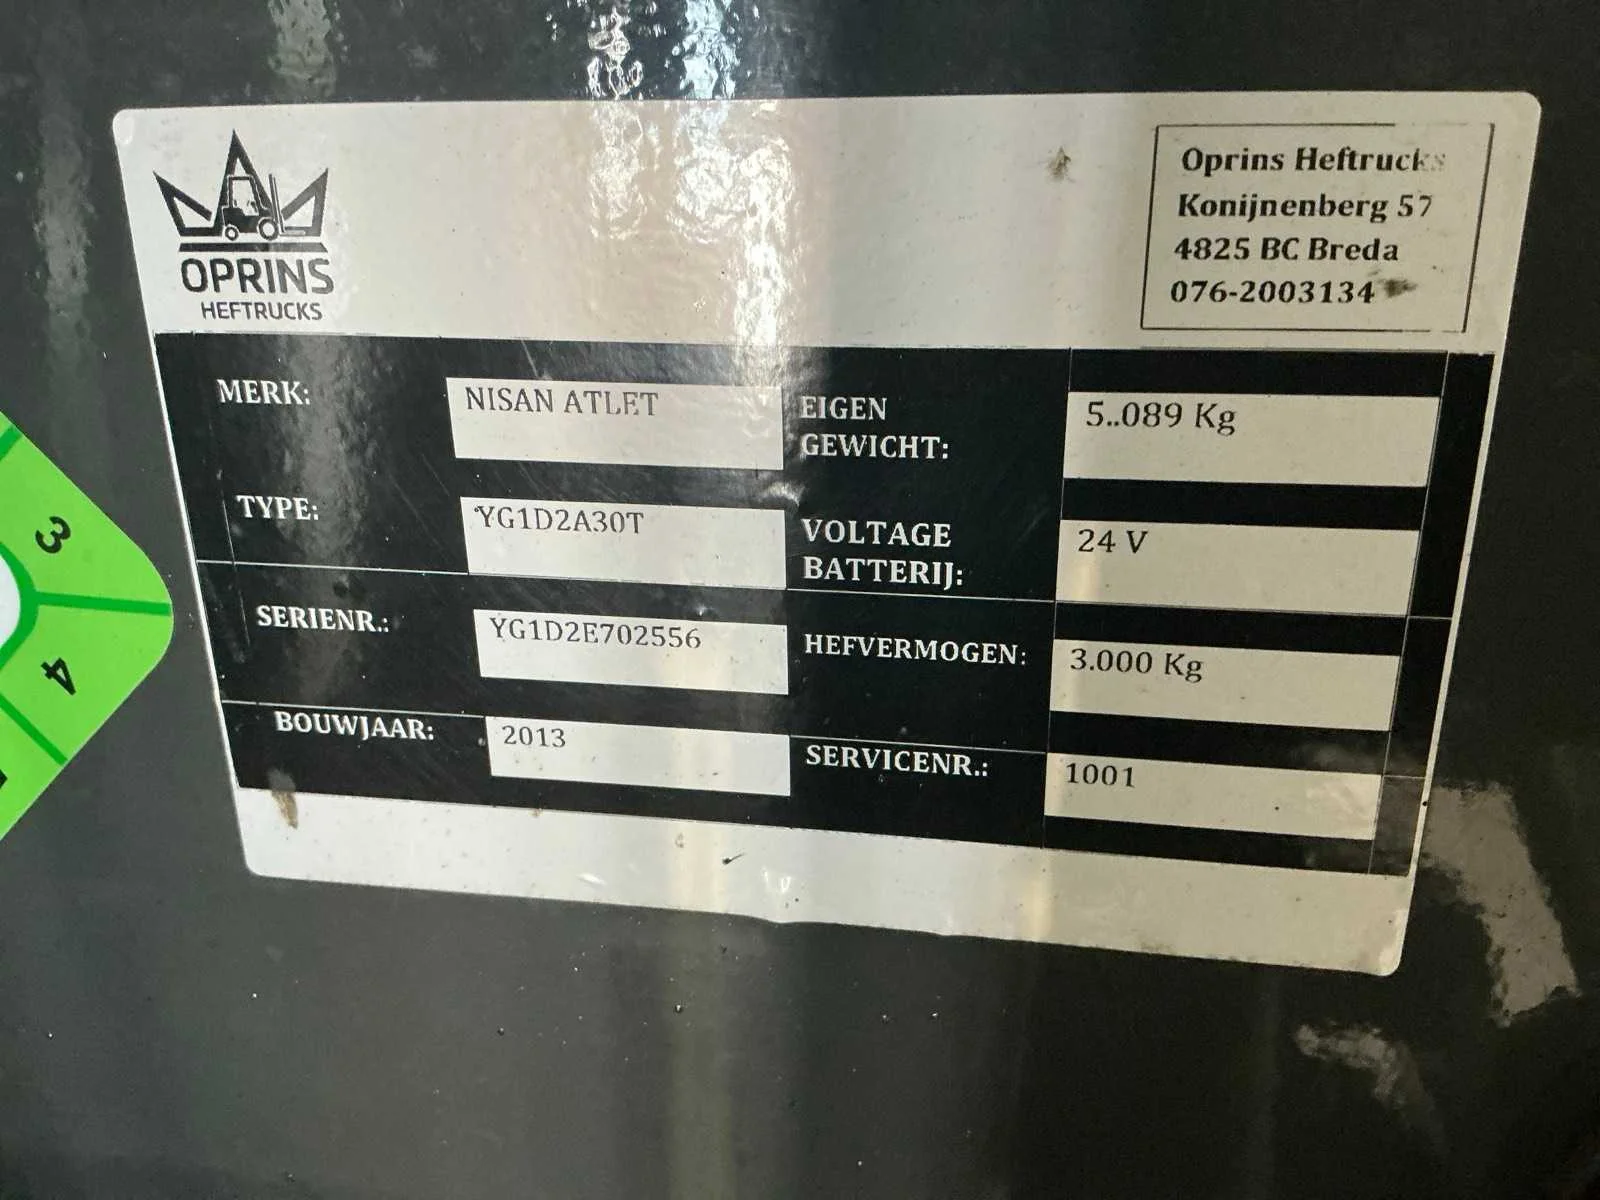 OPRINS
HEFTRUCKS
Oprins Heftrucks
Konijnenberg 57
4825 BC Breda
076-2003134
MERK: NISAN ATLET
EIGEN
GEWICHT: 5..089 Kg
TYPE: YG1D2A30T
VOLTAGE
BATTERIJ: 24 V
SERIENR.: YG1D2E702556
HEFVERMOGEN: 3.000 Kg
BOUWJAAR: 2013
SERVICENR.: 1001
3
4